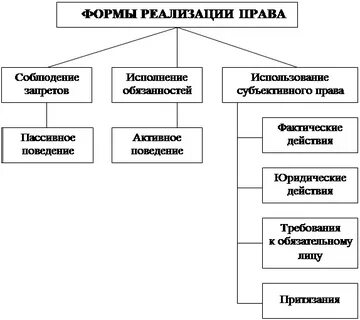 ФОРМЫ РЕАЛИЗАЦИИ ПРАВА
Соблюдение
запретов
Исполнение
обязанностей
Использование
субъективного права
Пассивное
поведение
Активное
поведение
Фактические
действия
Юридические
действия
Требования
к обязательному
лицу
Притязания